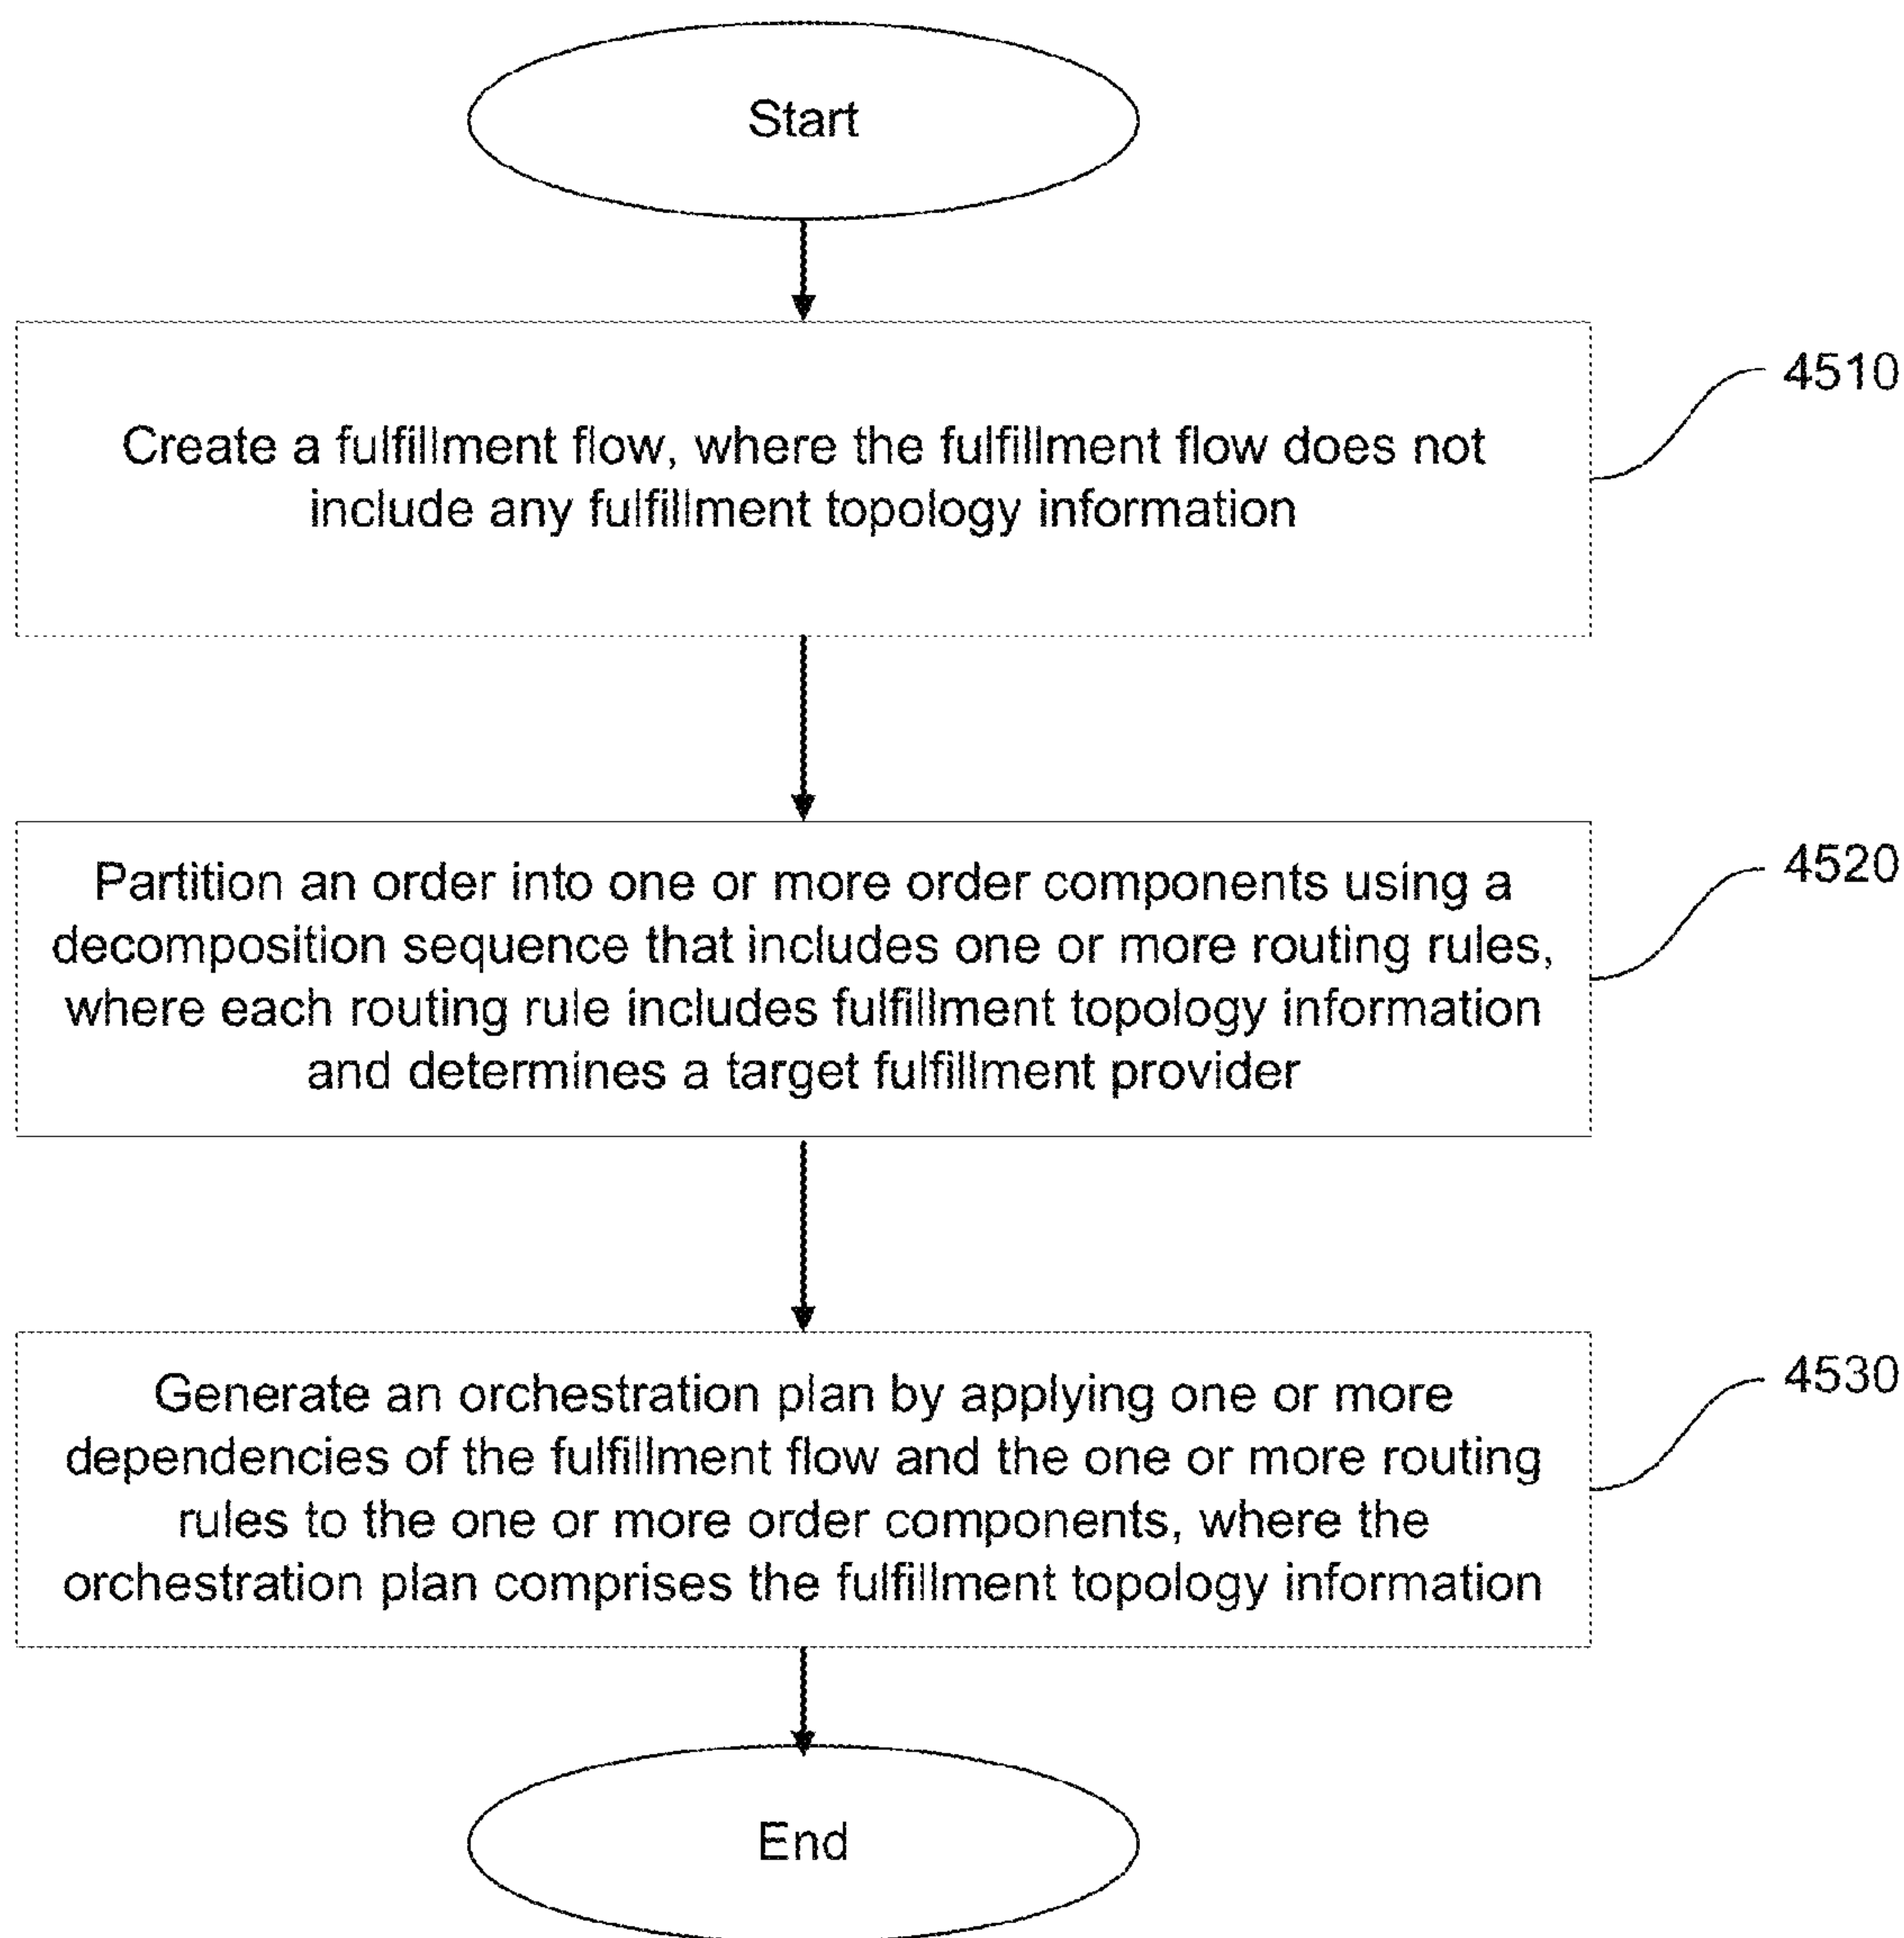 Start
4510
Create a fulfillment flow, where the fulfillment flow does not
include any fulfillment topology information
4520
Partition an order into one or more order components using a
decomposition sequence that includes one or more routing rules,
where each routing rule includes fulfillment topology information
and determines a target fulfillment provider
4530
Generate an orchestration plan by applying one or more
dependencies of the fulfillment flow and the one or more routing
rules to the one or more order components, where the
orchestration plan comprises the fulfillment topology information
End